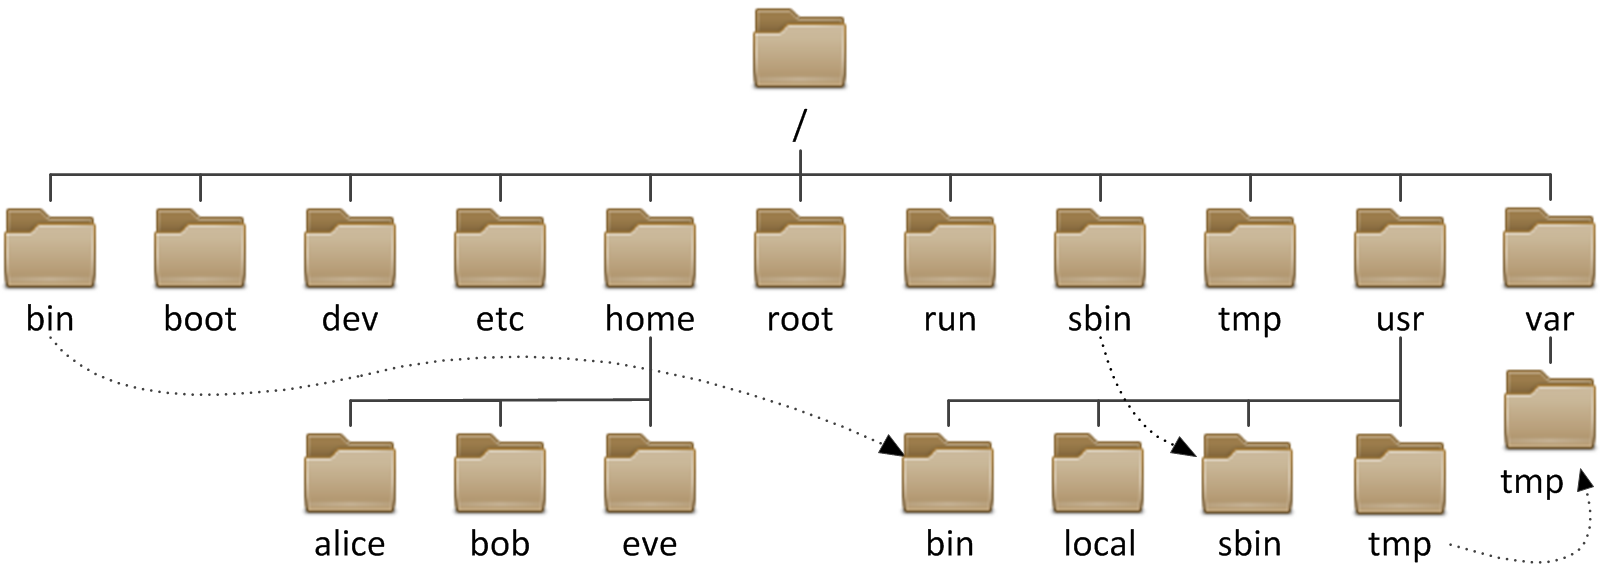 /
bin boot dev etc home root run sbin tmp usr var
tmp
alice bob eve bin local sbin tmp